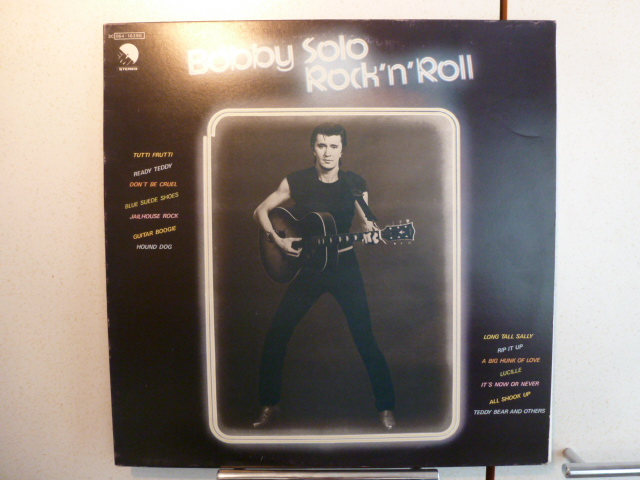 EMI
STEREO
Bobby Solo
Rock'n'Roll
TUTTI FRUTTI
READY TEDDY
DON'T BE CRUEL
BLUE SUEDE SHOES
JAILHOUSE ROCK
GUITAR BOOGIE
HOUND DOG
LONG TALL SALLY
RIP IT UP
A BIG HUNK OF LOVE
LUCILLE
IT'S NOW OR NEVER
ALL SHOOK UP
TEDDY BEAR AND OTHERS